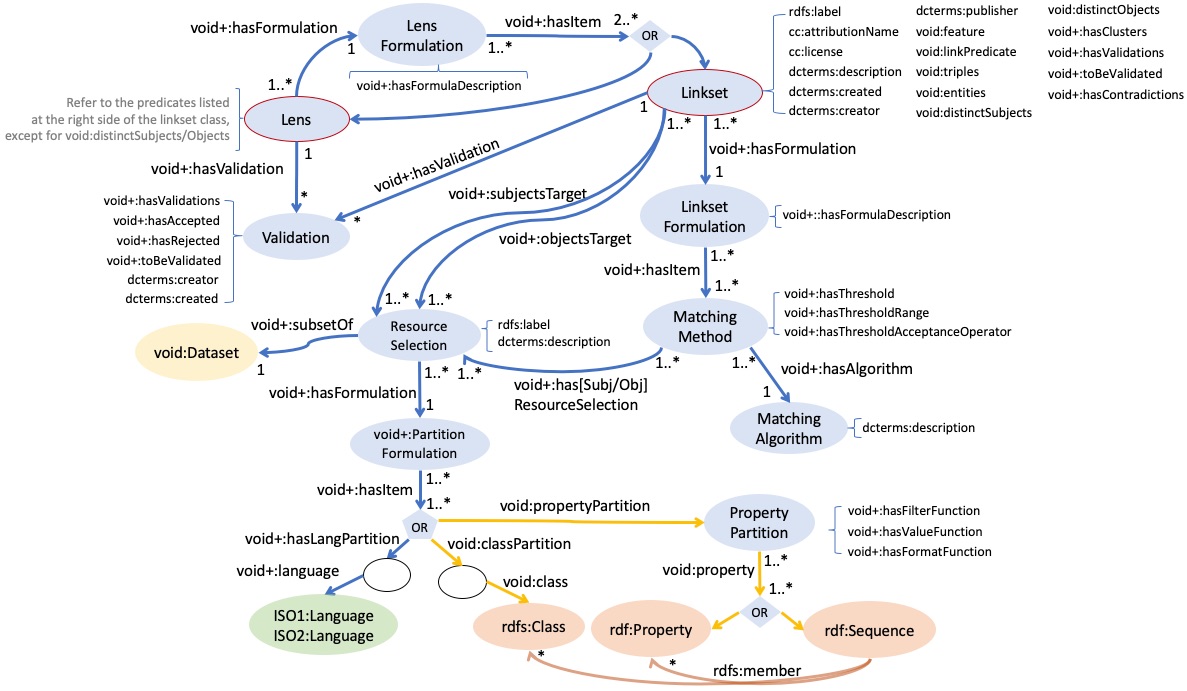 void+:hasFormulation
1
1..*
Lens
Formulation
void+:hasItem
1..*
2..*
OR
void+:hasFormulaDescription
rdfs:label
cc:attributionName
cc:license
dcterms:description
dcterms:created
dcterms:creator
dcterms:publisher
void:feature
void:linkPredicate
void:triples
void:entities
void:distinctSubjects
void:distinctObjects
void+:hasClusters
void+:hasValidations
void+:toBeValidated
void+:hasContradictions
Linkset
1
1..*
1..*
Refer to the predicates listed
at the right side of the linkset class,
except for void:distinctSubjects/Objects
Lens
1
void+:hasValidation
*
void+:hasValidation
*
void+:hasValidations
void+:hasAccepted
void+:hasRejected
void+:toBeValidated
dcterms:creator
dcterms:created
Validation
void+:subjectsTarget
void+:objectsTarget
void+:hasFormulation
1
Linkset
Formulation
void+::hasFormulaDescription
1..*
void+:hasItem
1..*
Matching
Method
void+:hasThreshold
void+:hasThresholdRange
void+:hasThresholdAcceptanceOperator
1..*
1..*
1..*
1..*
Resource
Selection
rdfs:label
dcterms:description
void+:subsetOf
void:Dataset
1
1..*
1..*
void+:has[Subj/Obj]
ResourceSelection
void+:hasAlgorithm
1
Matching
Algorithm
dcterms:description
void+:hasFormulation
1
void+:Partition
Formulation
1..*
void+:hasItem
1..*
OR
void:propertyPartition
Property
Partition
void+:hasFilterFunction
void+:hasValueFunction
void+:hasFormatFunction
void+:hasLangPartition
void:classPartition
void+:language
void:class
void:property
1..*
1..*
OR
ISO1:Language
ISO2:Language
rdfs:Class
rdf:Property
rdf:Sequence
*
*
rdfs:member